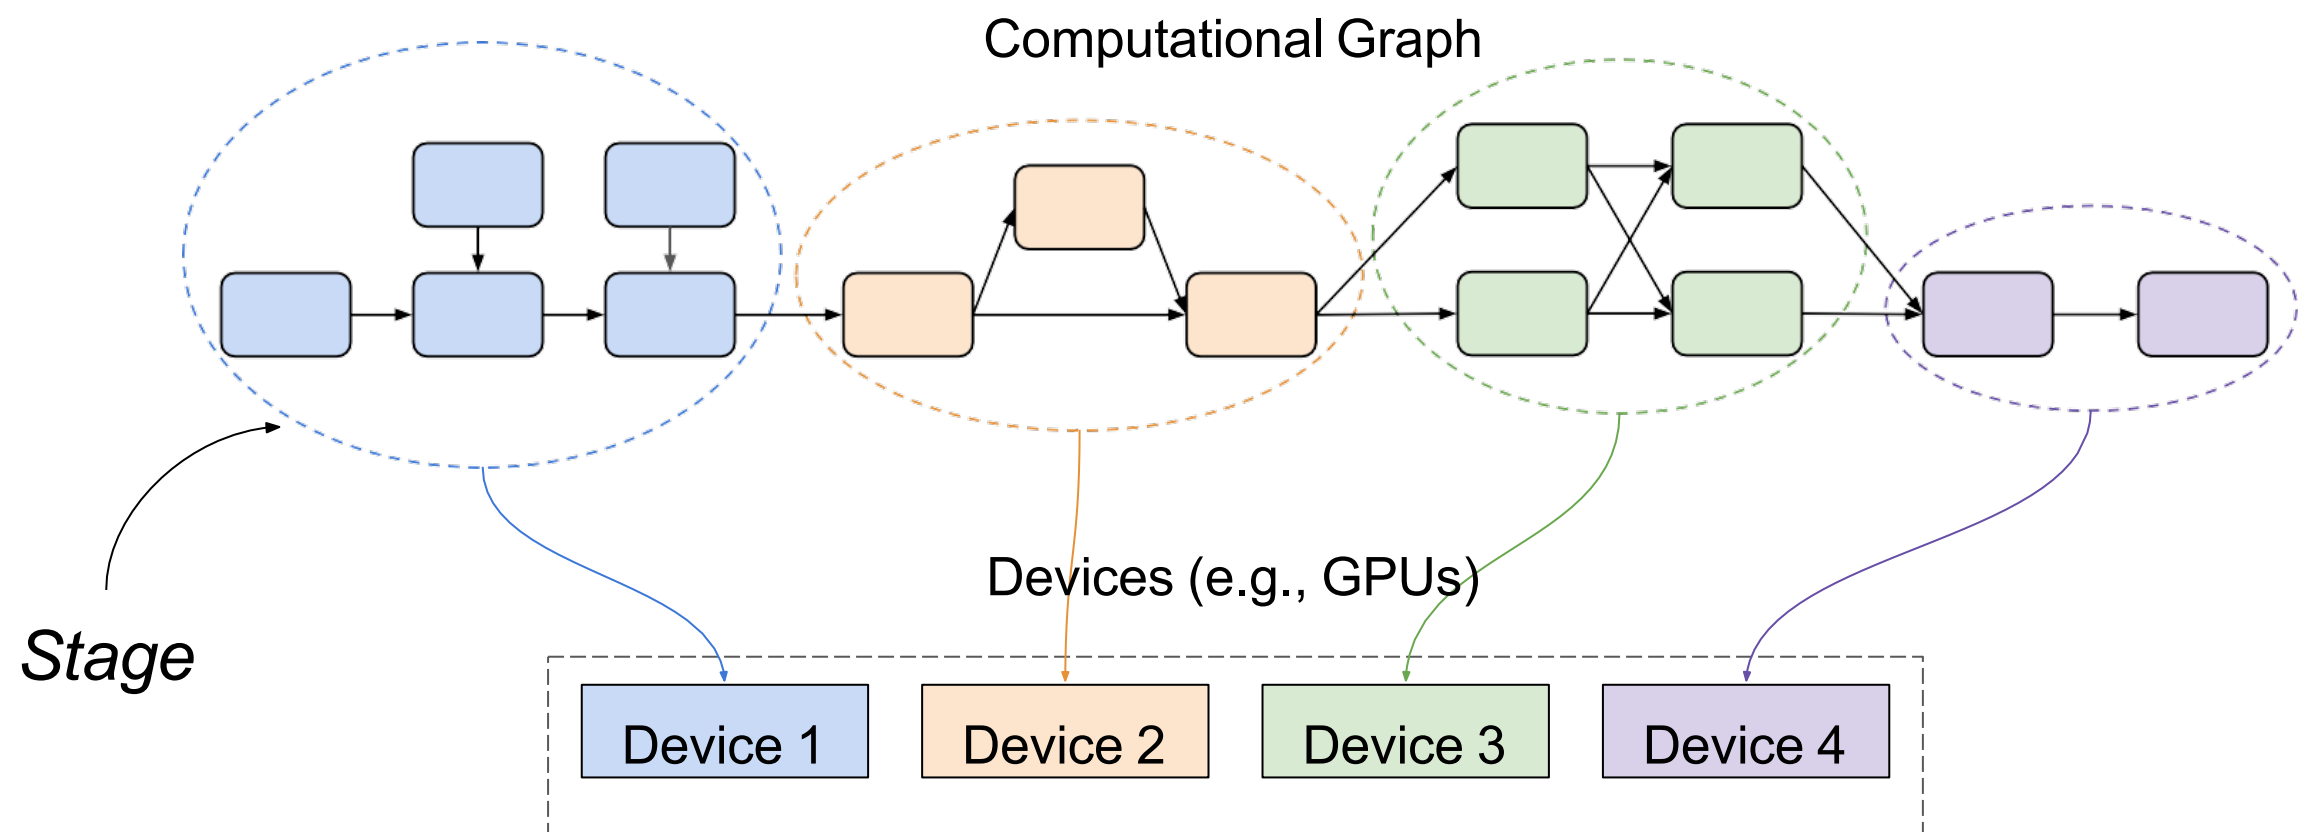 Computational Graph
Devices (e.g., GPUs)
Stage
Device 1
Device 2
Device 3
Device 4